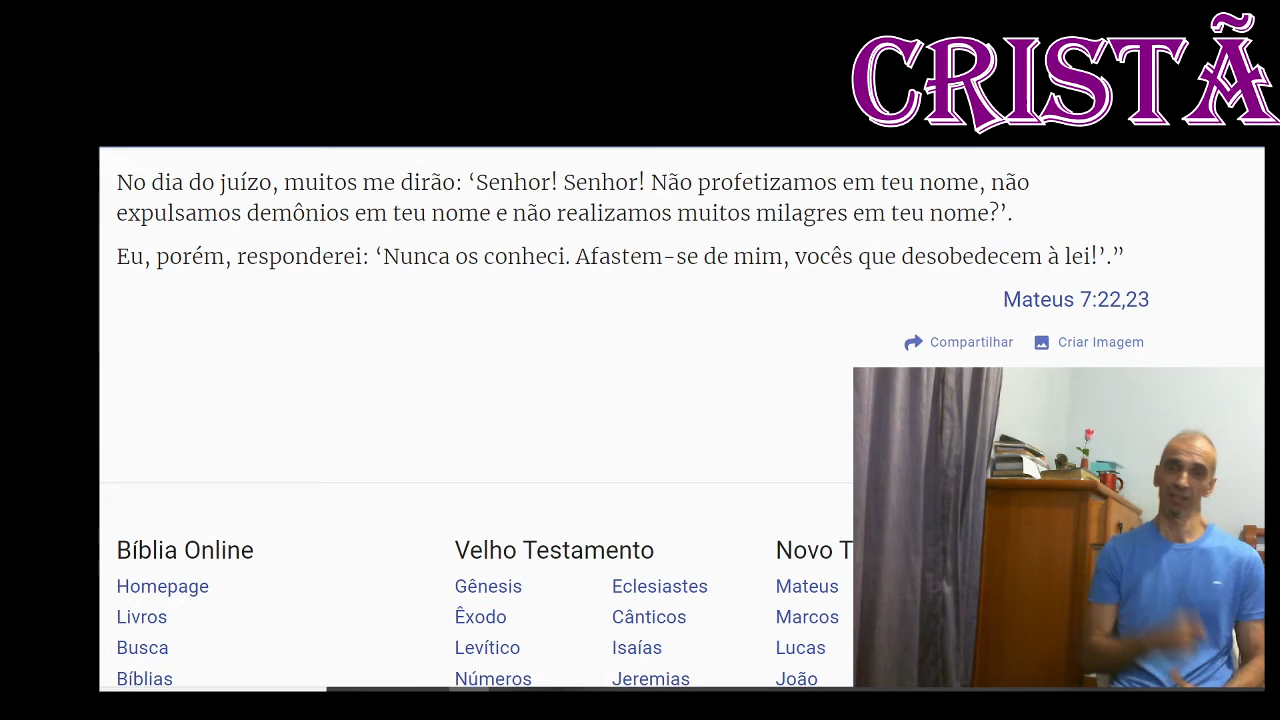 CRISTÃ
No dia do juízo, muitos me dirão: ‘Senhor! Senhor! Não profetizamos em teu nome, não
expulsamos demônios em teu nome e não realizamos muitos milagres em teu nome?’.
Eu, porém, responderei: ‘Nunca os conheci. Afastem-se de mim, vocês que desobedecem à lei!’.”
Mateus 7:22,23
Compartilhar Criar Imagem
Bíblia Online Velho Testamento Novo T
Homepage Gênesis Eclesiastes Mateus
Livros Êxodo Cânticos Marcos
Busca Levítico Isaías Lucas
Bíblias Números Jeremias João